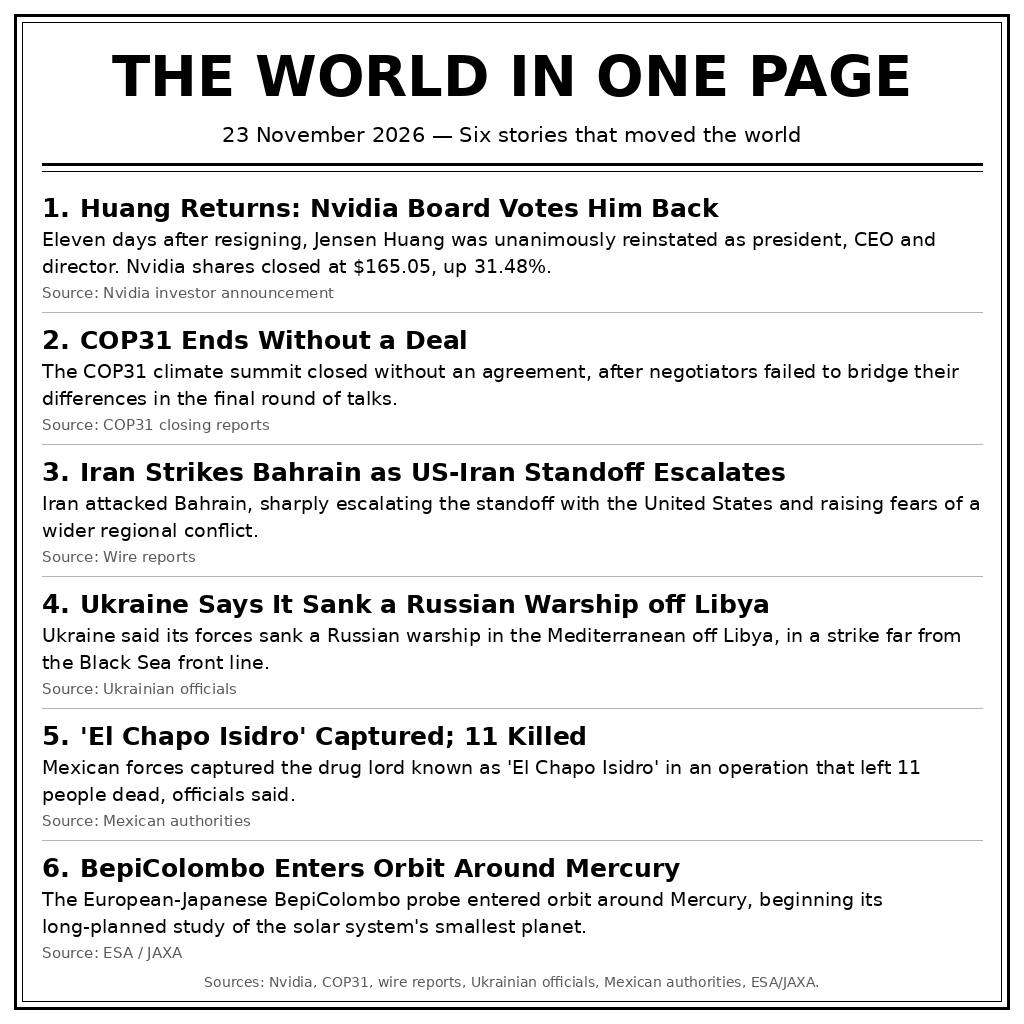 THE WORLD IN ONE PAGE
23 November 2026 — Six stories that moved the world
1. Huang Returns: Nvidia Board Votes Him Back
Eleven days after resigning, Jensen Huang was unanimously reinstated as president, CEO and
director. Nvidia shares closed at $165.05, up 31.48%.
Source: Nvidia investor announcement
2. COP31 Ends Without a Deal
The COP31 climate summit closed without an agreement, after negotiators failed to bridge their
differences in the final round of talks.
Source: COP31 closing reports
3. Iran Strikes Bahrain as US-Iran Standoff Escalates
Iran attacked Bahrain, sharply escalating the standoff with the United States and raising fears of a
wider regional conflict.
Source: Wire reports
4. Ukraine Says It Sank a Russian Warship off Libya
Ukraine said its forces sank a Russian warship in the Mediterranean off Libya, in a strike far from
the Black Sea front line.
Source: Ukrainian officials
5. 'El Chapo Isidro' Captured; 11 Killed
Mexican forces captured the drug lord known as 'El Chapo Isidro' in an operation that left 11
people dead, officials said.
Source: Mexican authorities
6. BepiColombo Enters Orbit Around Mercury
The European-Japanese BepiColombo probe entered orbit around Mercury, beginning its
long-planned study of the solar system's smallest planet.
Source: ESA / JAXA
Sources: Nvidia, COP31, wire reports, Ukrainian officials, Mexican authorities, ESA/JAXA.